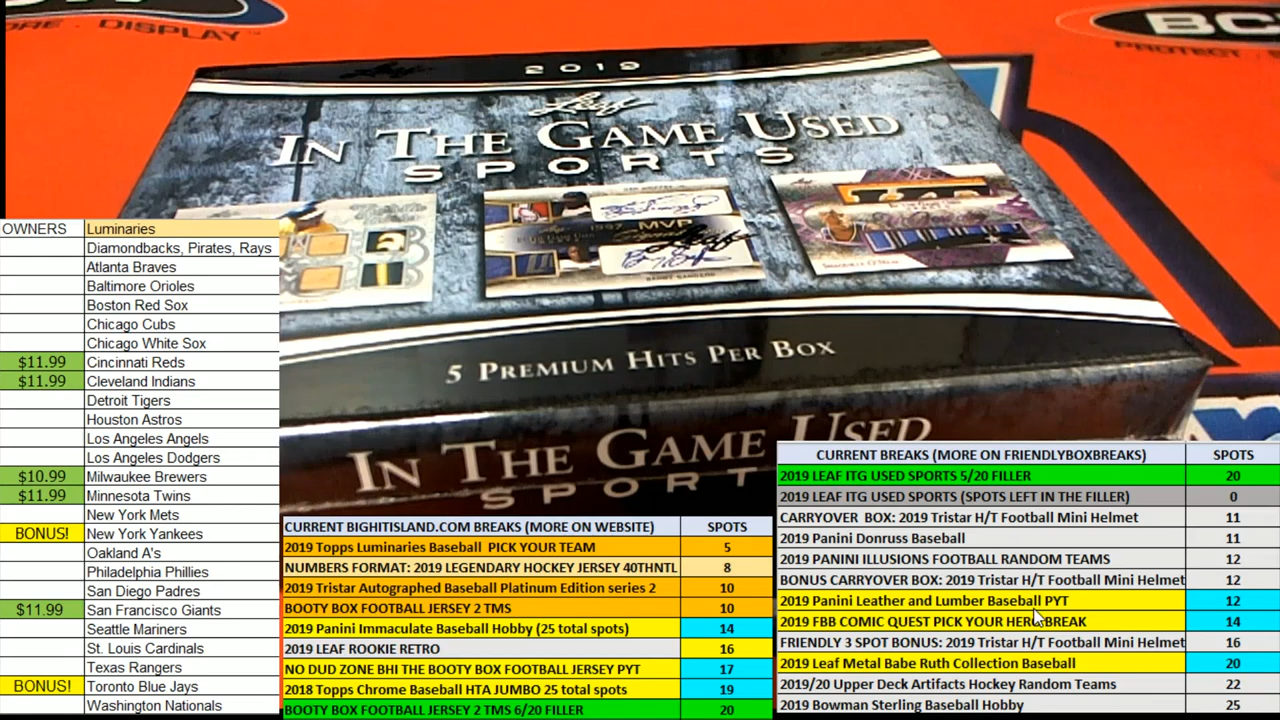 ORE - DISPLAY™
BC
PROTECT
2019
Leaf
IN THE GAME USED
SPORTS
1997 MVP
BARRY SANDERS
5 PREMIUM HITS PER BOX
IN THE GAME USED
SPORT
OWNERS Luminaries
Diamondbacks, Pirates, Rays
Atlanta Braves
Baltimore Orioles
Boston Red Sox
Chicago Cubs
Chicago White Sox
$11.99 Cincinnati Reds
$11.99 Cleveland Indians
Detroit Tigers
Houston Astros
Los Angeles Angels
Los Angeles Dodgers
$10.99 Milwaukee Brewers
$11.99 Minnesota Twins
New York Mets
BONUS! New York Yankees
Oakland A's
Philadelphia Phillies
San Diego Padres
$11.99 San Francisco Giants
Seattle Mariners
St. Louis Cardinals
Texas Rangers
BONUS! Toronto Blue Jays
Washington Nationals
CURRENT BIGHITISLAND.COM BREAKS (MORE ON WEBSITE) SPOTS
2019 Topps Luminaries Baseball PICK YOUR TEAM 5
NUMBERS FORMAT: 2019 LEGENDARY HOCKEY JERSEY 40THNTL 8
2019 Tristar Autographed Baseball Platinum Edition series 2 10
BOOTY BOX FOOTBALL JERSEY 2 TMS 10
2019 Panini Immaculate Baseball Hobby (25 total spots) 14
2019 LEAF ROOKIE RETRO 16
NO DUD ZONE BHI THE BOOTY BOX FOOTBALL JERSEY PYT 17
2018 Topps Chrome Baseball HTA JUMBO 25 total spots 19
BOOTY BOX FOOTBALL JERSEY 2 TMS 6/20 FILLER 20
CURRENT BREAKS (MORE ON FRIENDLYBOXBREAKS) SPOTS
2019 LEAF ITG USED SPORTS 5/20 FILLER 20
2019 LEAF ITG USED SPORTS (SPOTS LEFT IN THE FILLER) 0
CARRYOVER BOX: 2019 Tristar H/T Football Mini Helmet 11
2019 Panini Donruss Baseball 11
2019 PANINI ILLUSIONS FOOTBALL RANDOM TEAMS 12
BONUS CARRYOVER BOX: 2019 Tristar H/T Football Mini Helmet 12
2019 Panini Leather and Lumber Baseball PYT 12
2019 FBB COMIC QUEST PICK YOUR HERO BREAK 14
FRIENDLY 3 SPOT BONUS: 2019 Tristar H/T Football Mini Helmet 16
2019 Leaf Metal Babe Ruth Collection Baseball 20
2019/20 Upper Deck Artifacts Hockey Random Teams 22
2019 Bowman Sterling Baseball Hobby 25